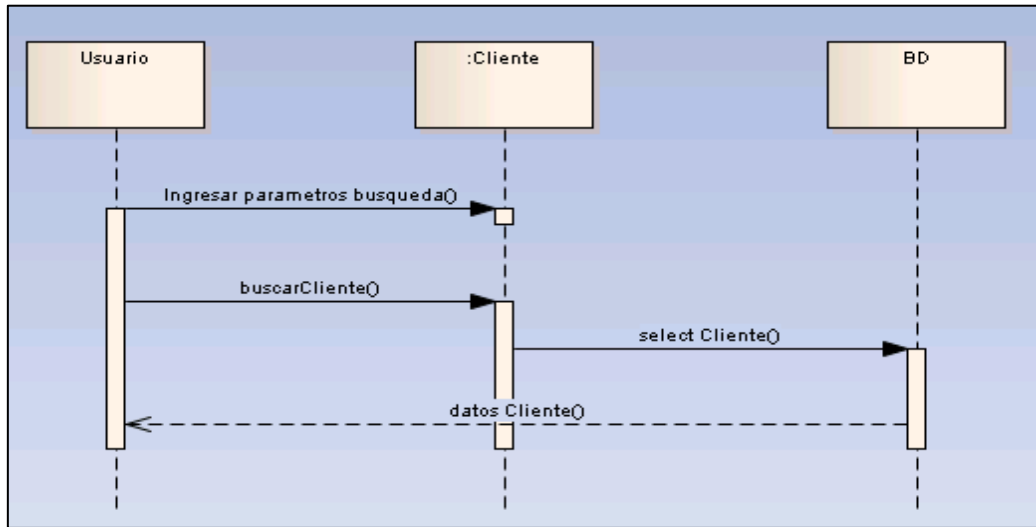 Usuario
:Cliente
BD
Ingresar parametros busqueda()
buscarCliente()
select Cliente()
datos Cliente()